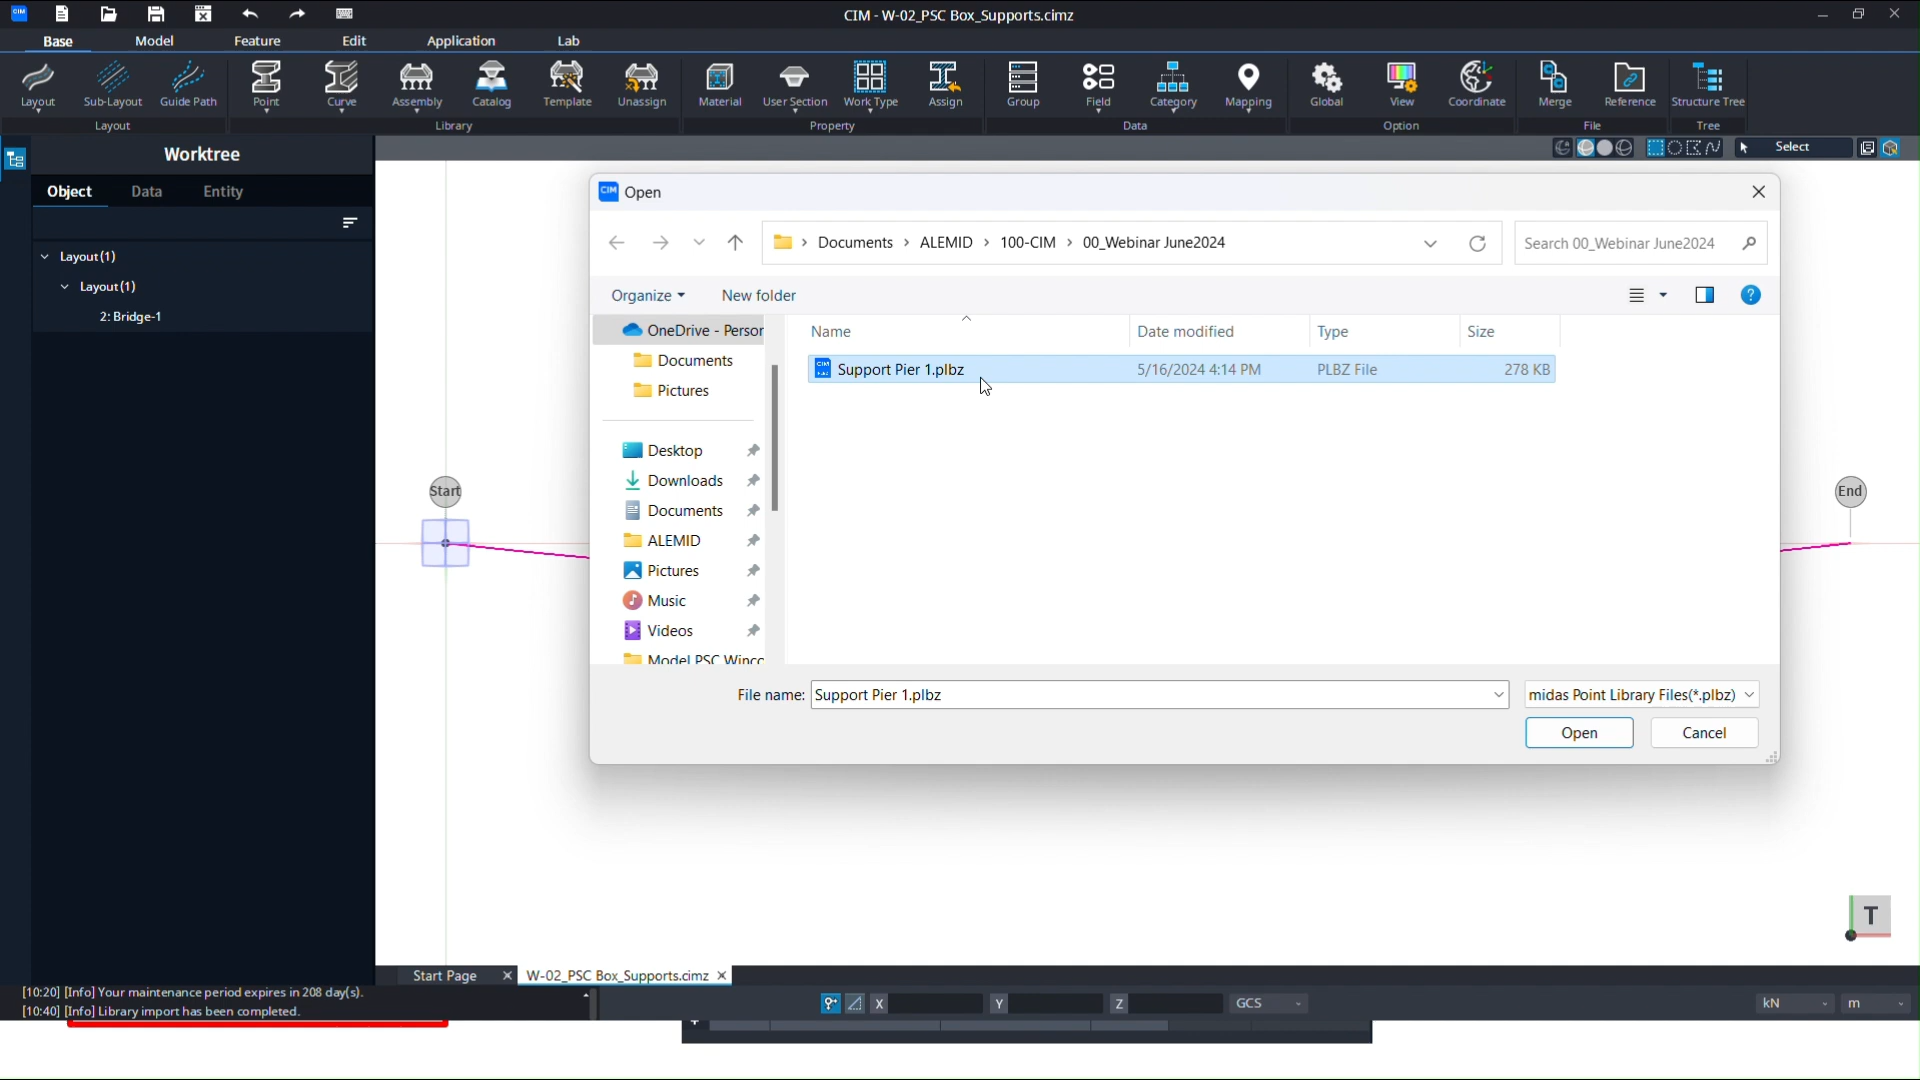 CIM CIM - W-02_PSC Box_Supports.cimz
Base Model Feature Edit Application Lab
Layout Sub-Layout Guide Path Point Curve Assembly Catalog Template Unassign Material User Section Work Type Assign Group Field Category Mapping Global View Coordinate Merge Reference Structure Tree
Layout Library Property Data Option File Tree
Worktree
Select
Object Data Entity
Layout(1)
Layout(1)
2: Bridge-1
Start
End
CIM Open
Documents ALEMID 100-CIM 00_Webinar June2024
Search 00_Webinar June2024
Organize New folder
OneDrive - Person
Documents
Pictures
Desktop
Downloads
Documents
ALEMID
Pictures
Music
Videos
Model PSC Winco
Name Date modified Type Size
Support Pier 1.plbz 5/16/2024 4:14 PM PLBZ File 278 KB
File name: Support Pier 1.plbz midas Point Library Files(*.plbz)
Open Cancel
T
Start Page W-02_PSC Box_Supports.cimz
[10:20] [Info] Your maintenance period expires in 208 day(s).
[10:40] [Info] Library import has been completed.
X Y Z GCS kN m